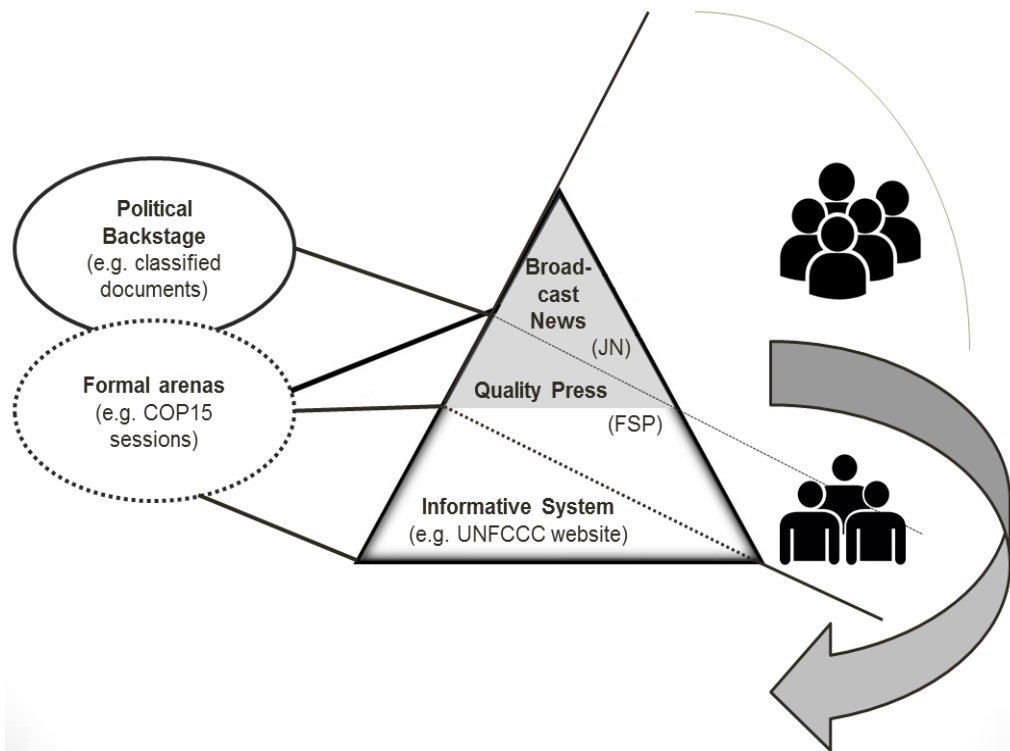 Political
Backstage
(e.g. classified
documents)
Formal arenas
(e.g. COP15
sessions)
Broad-
cast
News
(JN)
Quality Press
(FSP)
Informative System
(e.g. UNFCCC website)